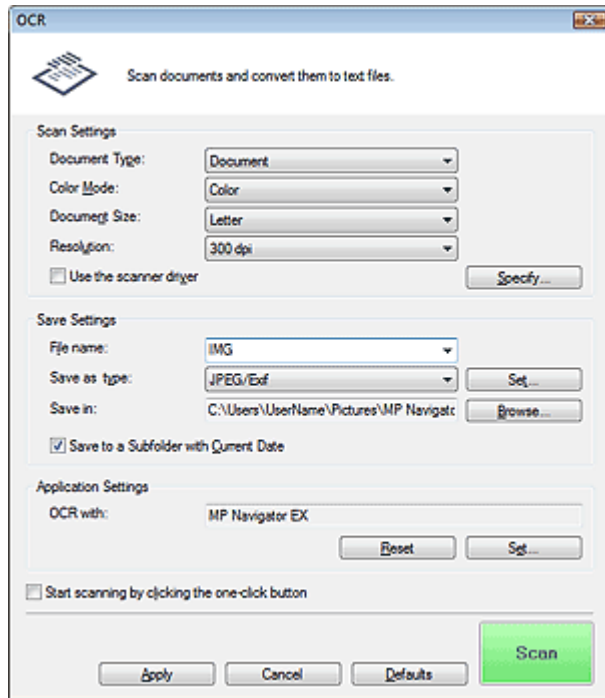 OCR
Scan documents and convert them to text files.
Scan Settings
Document Type: Document
Color Mode: Color
Document Size: Letter
Resolution: 300 dpi
Use the scanner driver
Specify...
Save Settings
File name: IMG
Save as type: JPEG/Exif Set...
Save in: C:\Users\UserName\Pictures\MP Navigatc Browse...
Save to a Subfolder with Current Date
Application Settings
OCR with: MP Navigator EX
Reset Set...
Start scanning by clicking the one-click button
Scan
Apply Cancel Defaults